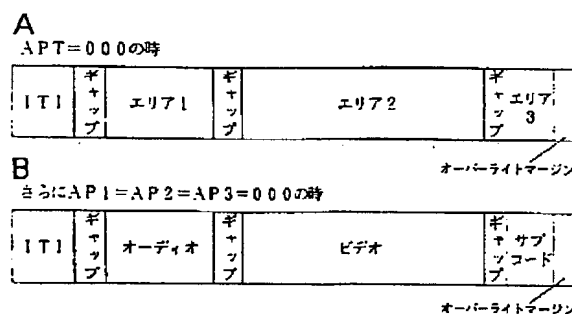 A
APT=000の時
ITI ギャップ エリア1 ギャップ エリア2 ギャップ エリア3
オーバーライトマージン
B
さらにAP1=AP2=AP3=000の時
ITI ギャップ オーディオ ギャップ ビデオ ギャップ サブコード
オーバーライトマージン